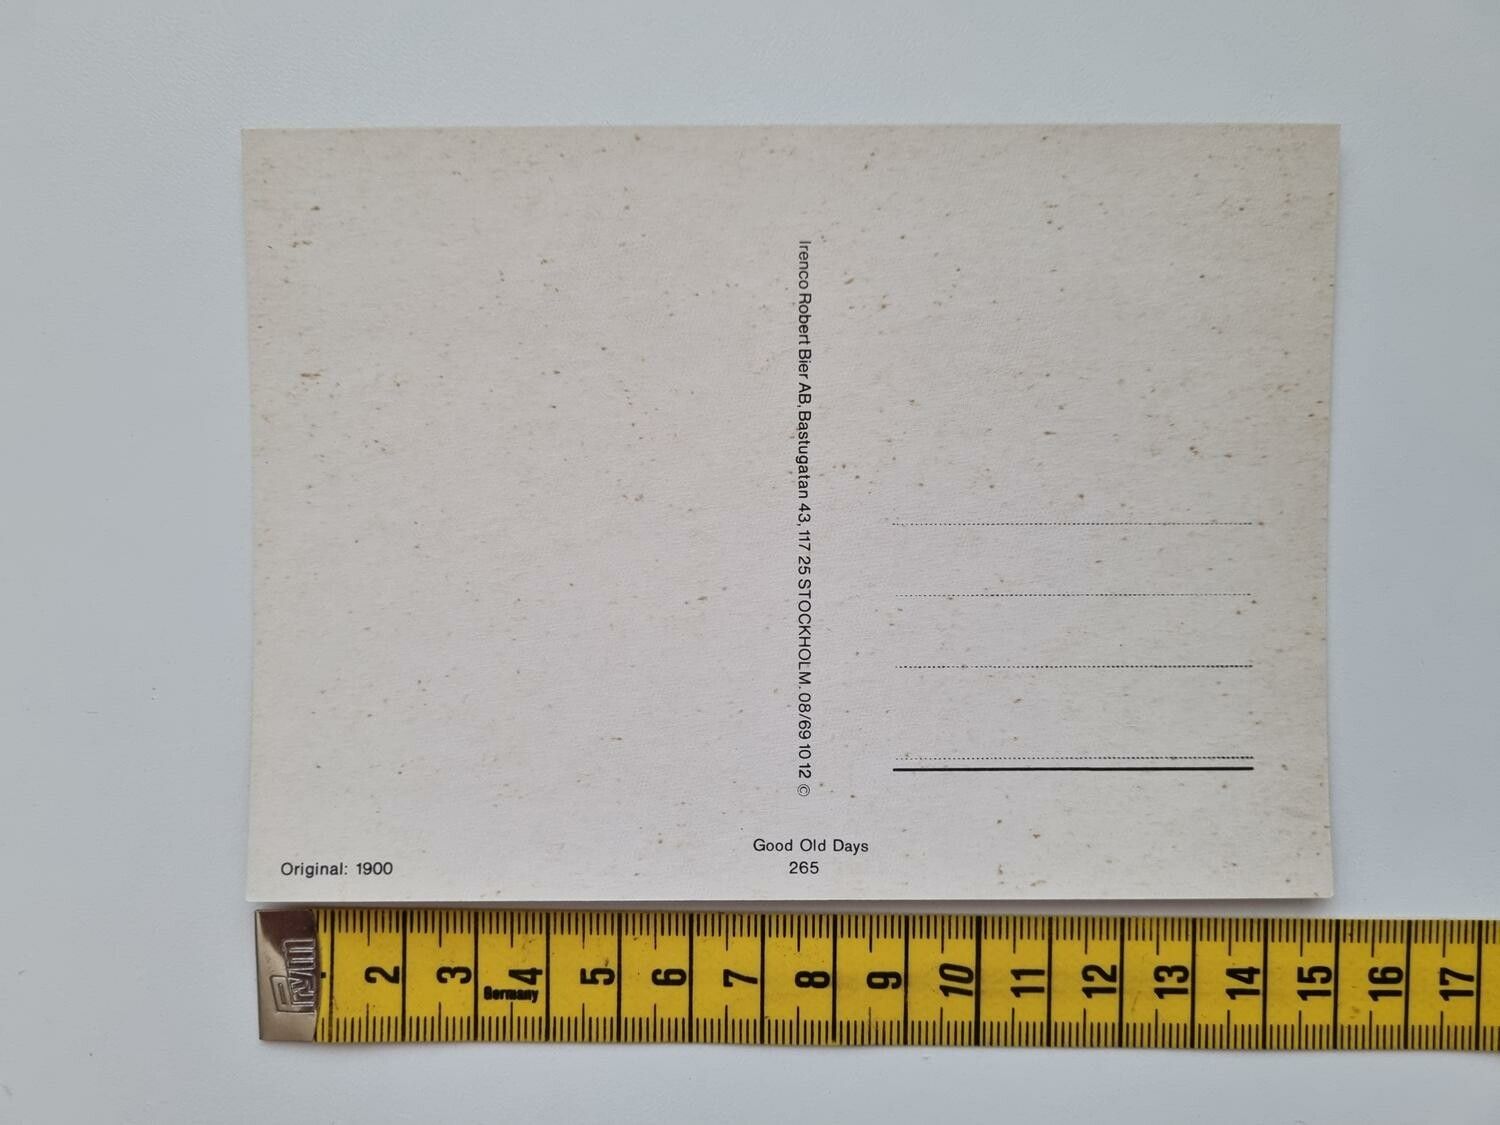 Irenco Robert Bier AB, Bastugatan 43, 117 25 STOCKHOLM. 08/69 10 12 ©
Good Old Days
265
Original: 1900
Prym
2 3 4 5 6 7 8 9 10 11 12 13 14 15 16 17
Germany